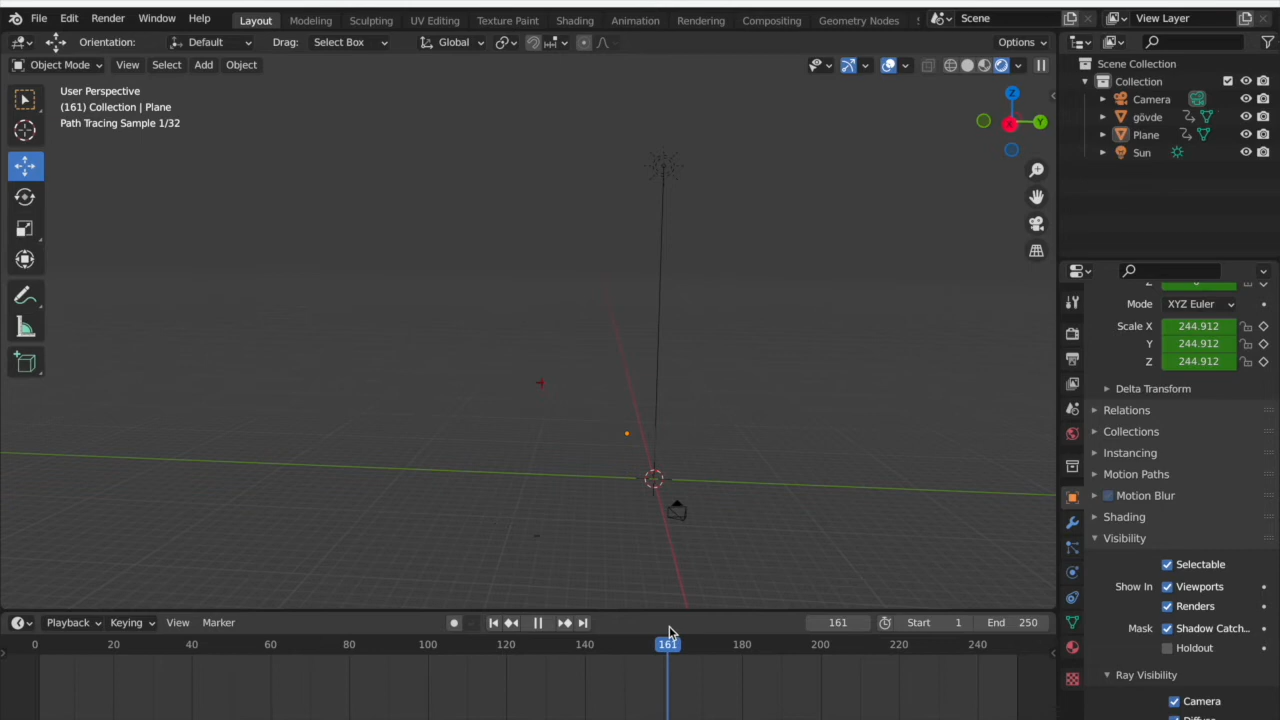 File Edit Render Window Help Layout Modeling Sculpting UV Editing Texture Paint Shading Animation Rendering Compositing Geometry Nodes Scene View Layer
Orientation: Default Drag: Select Box Global Options
Object Mode View Select Add Object
User Perspective
(161) Collection | Plane
Path Tracing Sample 1/32
Z
Y
X
Scene Collection
Collection
Camera
gövde
Plane
Sun
Mode XYZ Euler
Scale X 244.912
Y 244.912
Z 244.912
Delta Transform
Relations
Collections
Instancing
Motion Paths
Motion Blur
Shading
Visibility
Selectable
Show In Viewports
Renders
Mask Shadow Catch...
Holdout
Ray Visibility
Camera
Playback Keying View Marker 161 Start 1 End 250
0 20 40 60 80 100 120 140 161 180 200 220 240